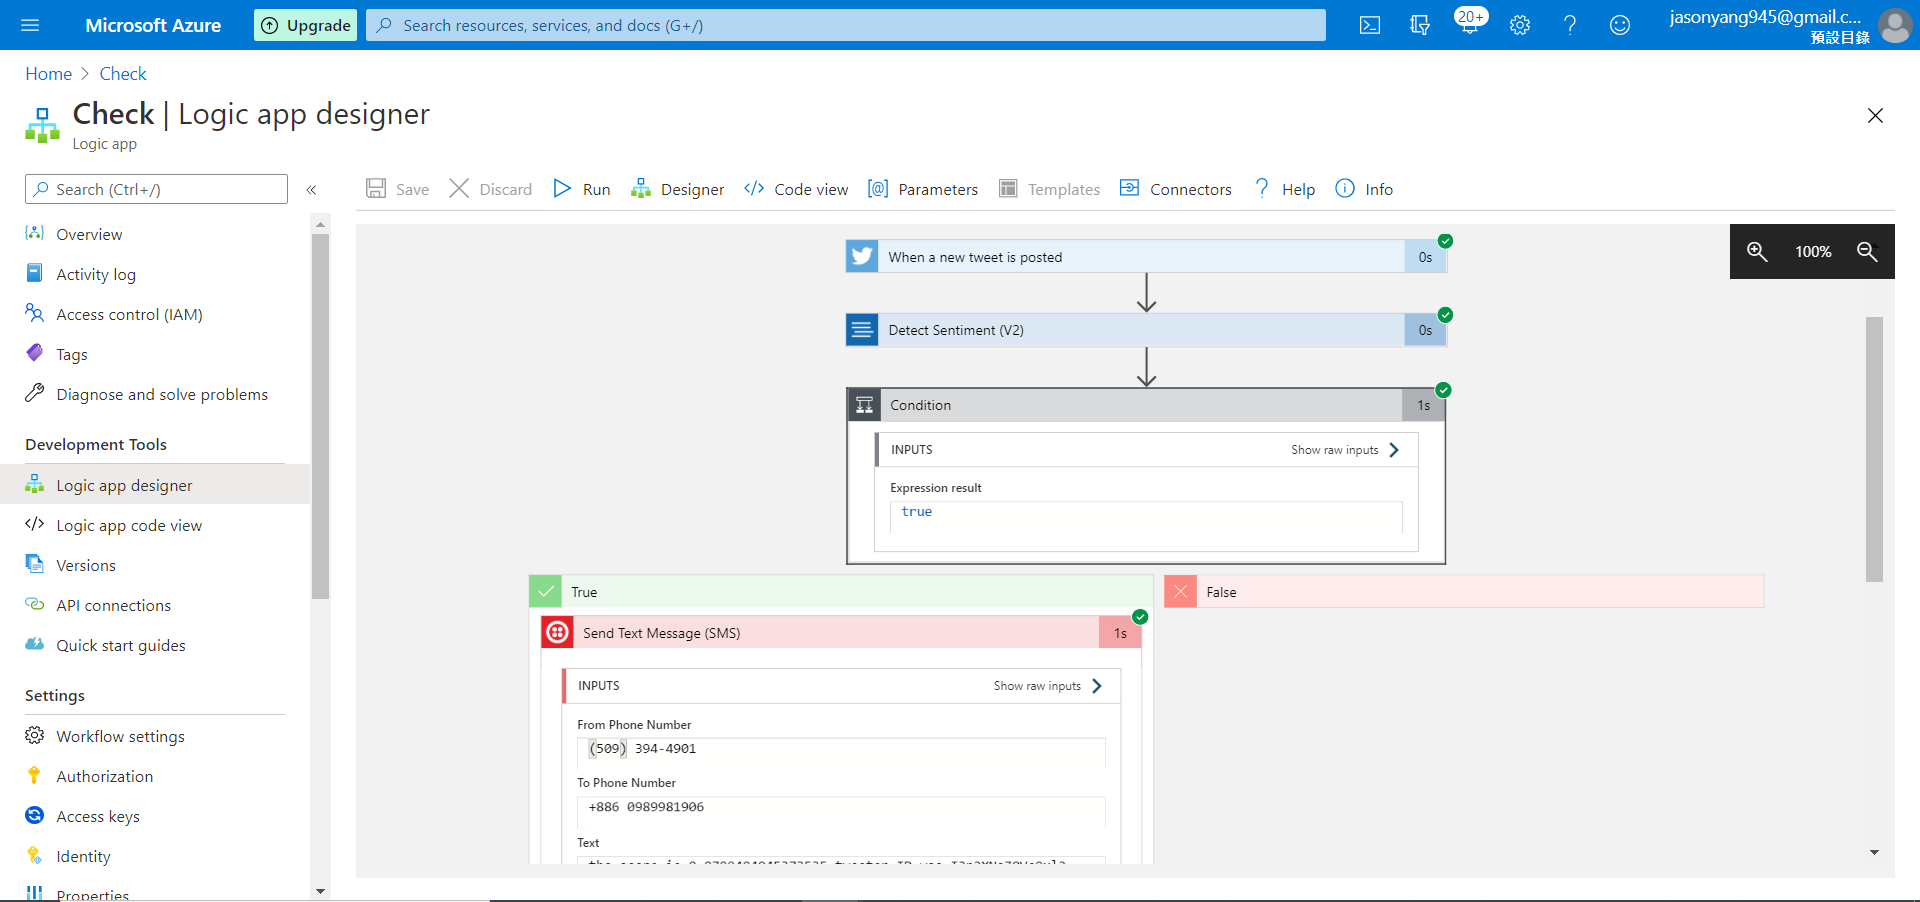 Microsoft Azure
Upgrade
Search resources, services, and docs (G+/)
20+
jasonyang945@gmail.c...
預設目錄
Home > Check
Check | Logic app designer
Logic app
Search (Ctrl+/)
«
Save
Discard
Run
Designer
Code view
Parameters
Templates
Connectors
Help
Info
Overview
Activity log
Access control (IAM)
Tags
Diagnose and solve problems
Development Tools
Logic app designer
Logic app code view
Versions
API connections
Quick start guides
Settings
Workflow settings
Authorization
Access keys
Identity
Properties
When a new tweet is posted
0s
100%
Detect Sentiment (V2)
0s
Condition
1s
INPUTS
Show raw inputs
Expression result
true
True
False
Send Text Message (SMS)
1s
INPUTS
Show raw inputs
From Phone Number
(509) 394-4901
To Phone Number
+886 0989981906
Text